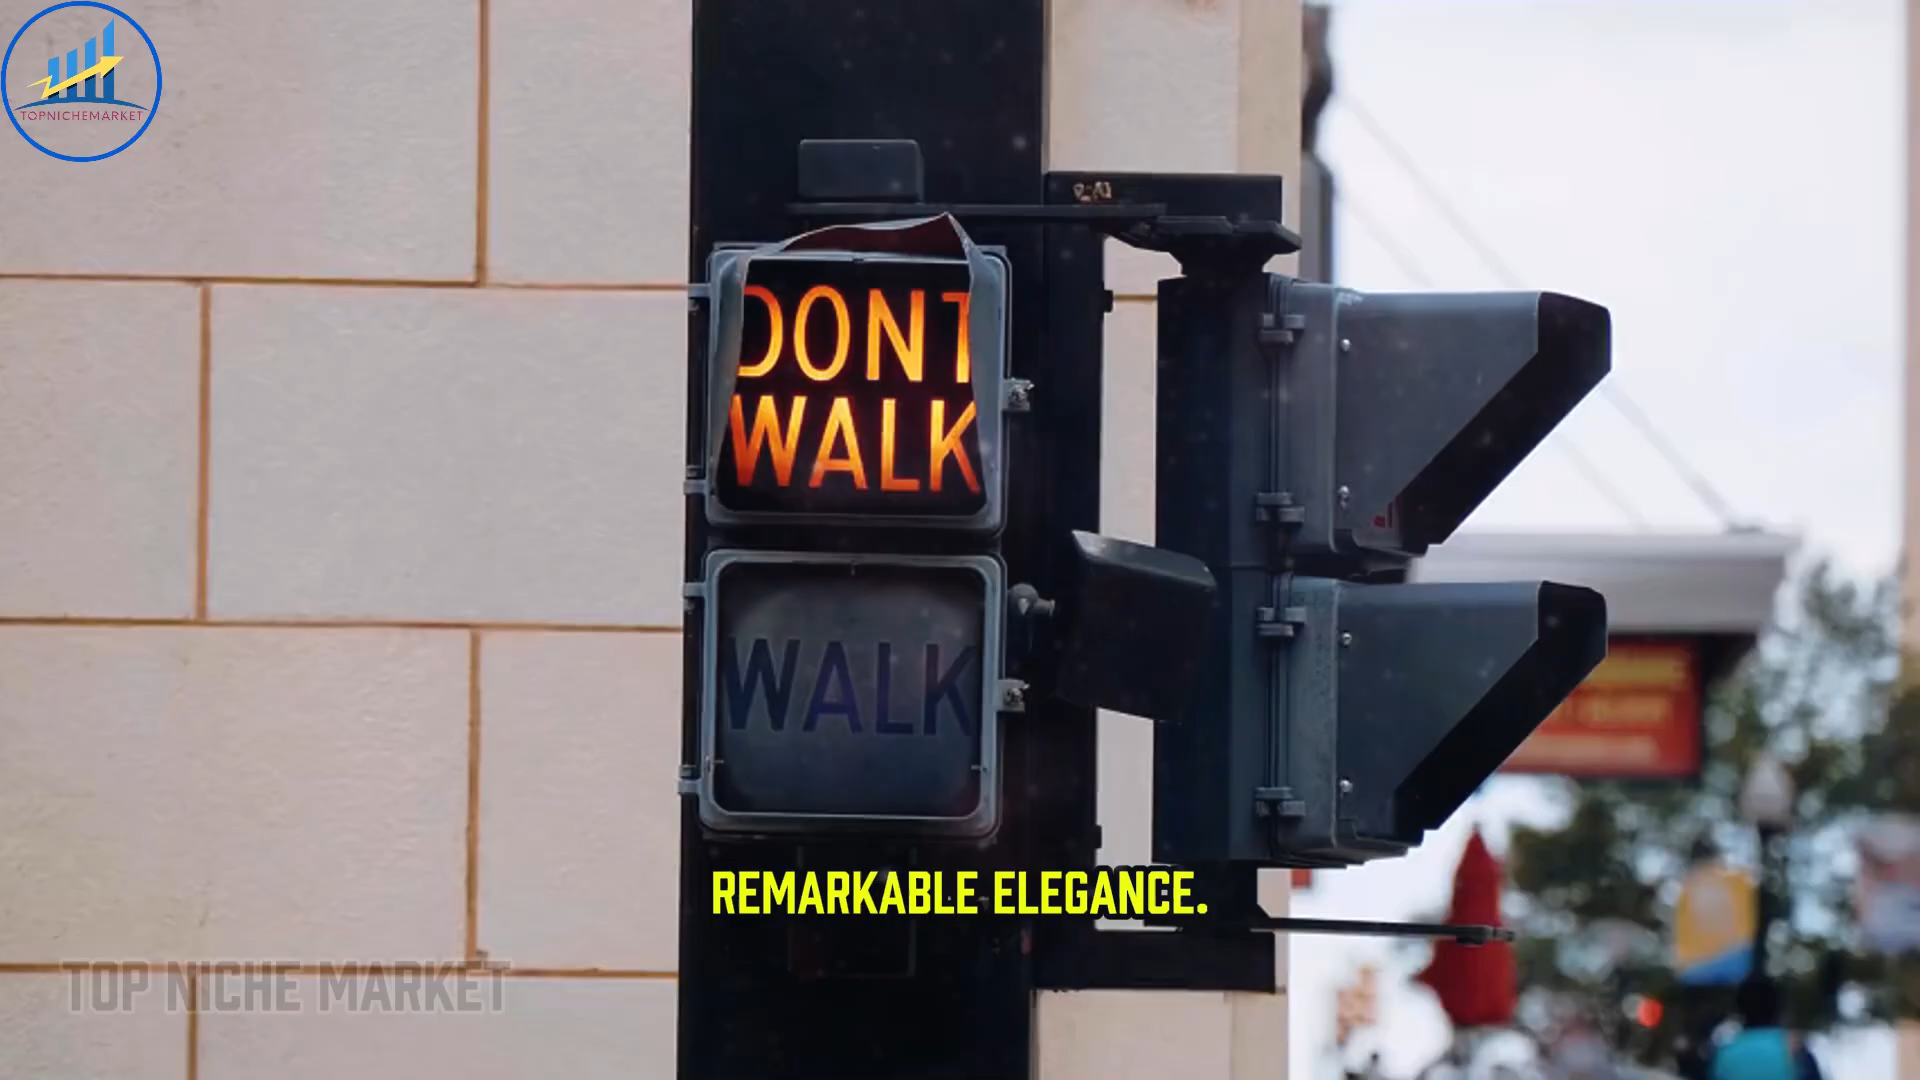 TOPNICHEMARKET
DONT
WALK
WALK
REMARKABLE ELEGANCE.
TOP NICHE MARKET